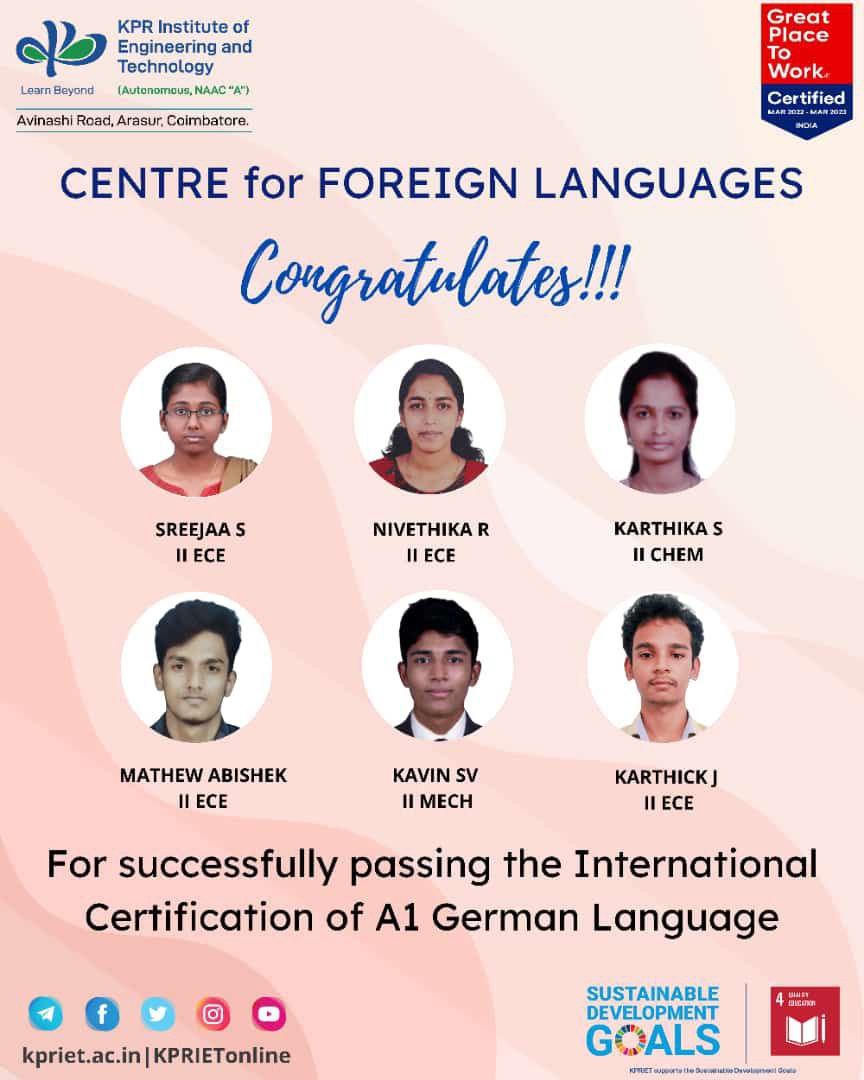 KPR Institute of
Engineering and
Technology
Learn Beyond
(Autonomous, NAAC "A")
Avinashi Road, Arasur, Coimbatore.
Great
Place
To
Work.
Certified
MAR 2022 - MAR 2023
INDIA
CENTRE for FOREIGN LANGUAGES
Congratulates!!!
SREEJAA S
II ECE
NIVETHIKA R
II ECE
KARTHIKA S
II CHEM
MATHEW ABISHEK
II ECE
KAVIN SV
II MECH
KARTHICK J
II ECE
For successfully passing the International
Certification of A1 German Language
kpriet.ac.in|KPRIETonline
SUSTAINABLE
DEVELOPMENT
GOALS
4 QUALITY
EDUCATION
KPRIET supports the Sustainable Development Goals